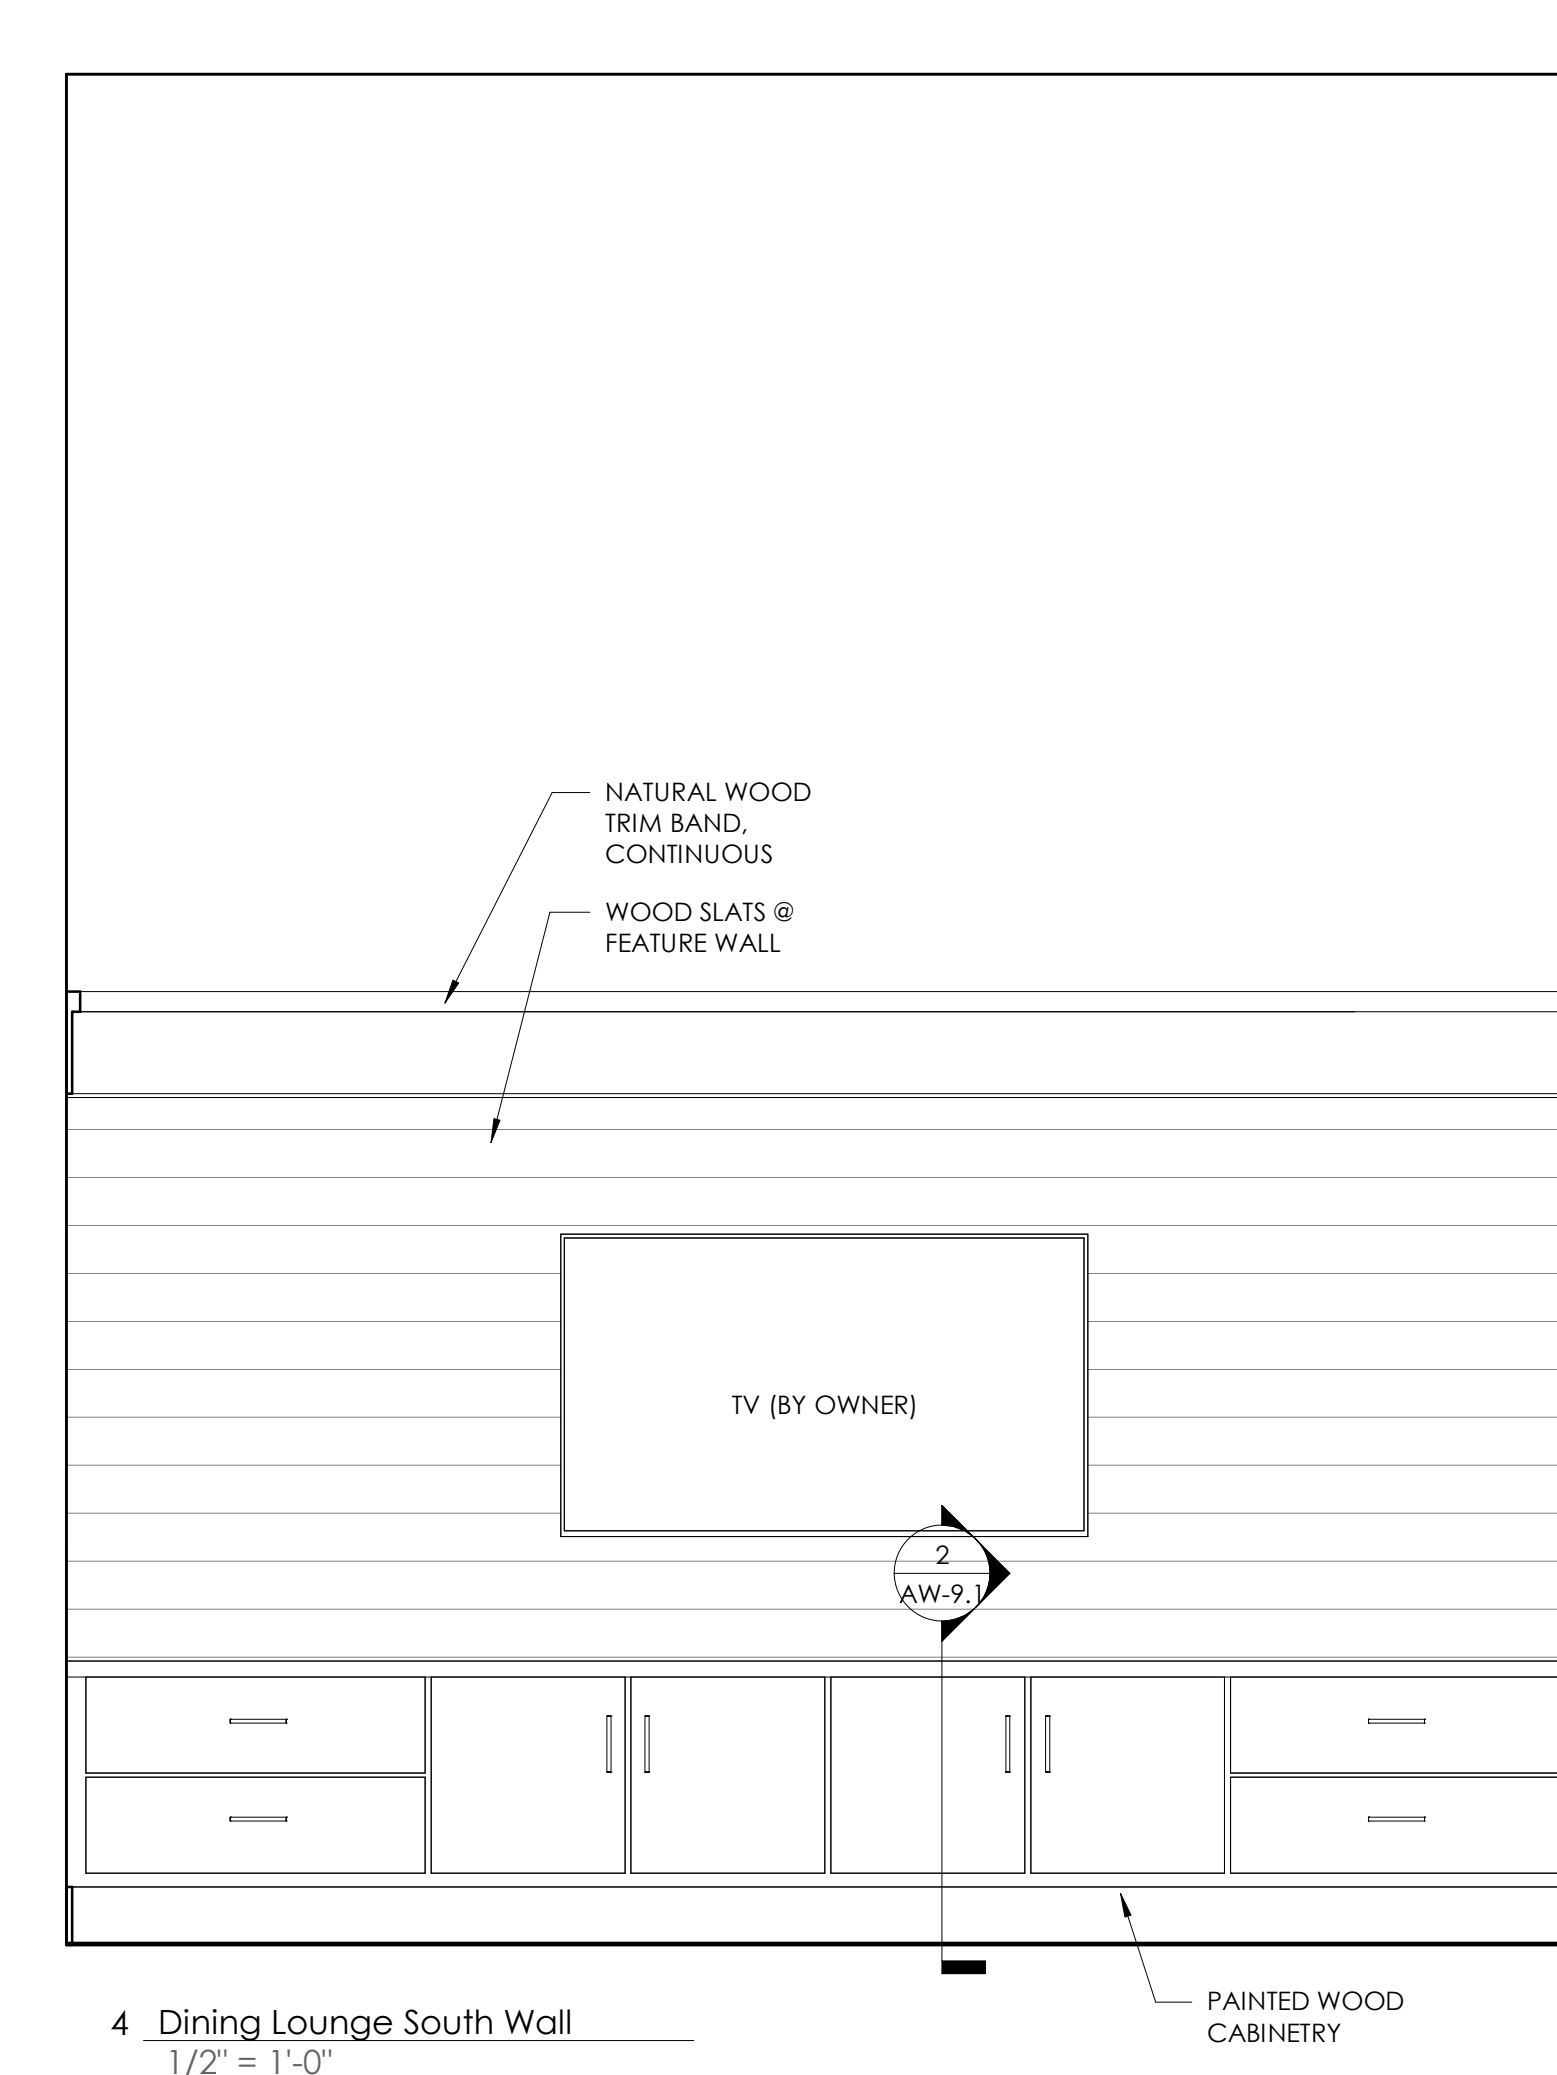 NATURAL WOOD
TRIM BAND,
CONTINUOUS
WOOD SLATS @
FEATURE WALL
TV (BY OWNER)
2
AW-9.1
PAINTED WOOD
CABINETRY
4 Dining Lounge South Wall
1/2" = 1'-0"